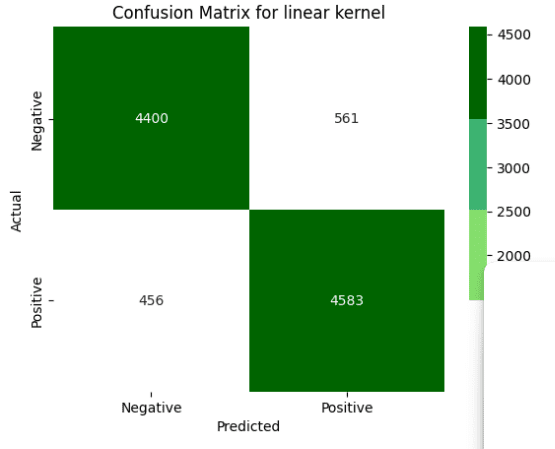 Confusion Matrix for linear kernel
4500
4000
3500
3000
2500
2000
Negative
4400
561
Actual
Positive
456
4583
Negative
Positive
Predicted